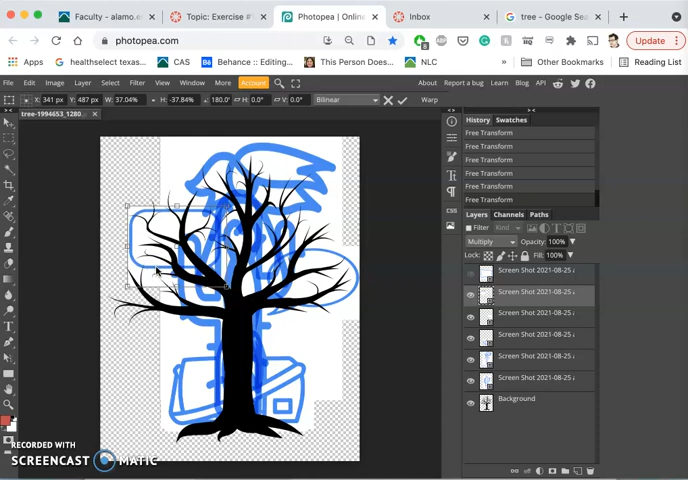 Faculty - alamo.e
Topic: Exercise #
Photopea | Online
Inbox
tree - Google Sea
photopea.com
Update
Apps
healthselect texas...
CAS
Behance :: Editing...
This Person Does...
NLC
Other Bookmarks
Reading List
File Edit Image Layer Select Filter View Window More Account
About Report a bug Learn Blog API
X: 341 px Y: 487 px W: 37.04% H: -37.84% 180.0° H: 0.0° V: 0.0° Bilinear Warp
tree-1994653_1280
History Swatches
Free Transform
Free Transform
Free Transform
Free Transform
Free Transform
Free Transform
Layers Channels Paths
Filter Kind
Multiply Opacity: 100%
Lock: Fill: 100%
CSS
Screen Shot 2021-08-25
Screen Shot 2021-08-25
Screen Shot 2021-08-25
Screen Shot 2021-08-25
Screen Shot 2021-08-25
Screen Shot 2021-08-25
Background
RECORDED WITH
SCREENCAST MATIC